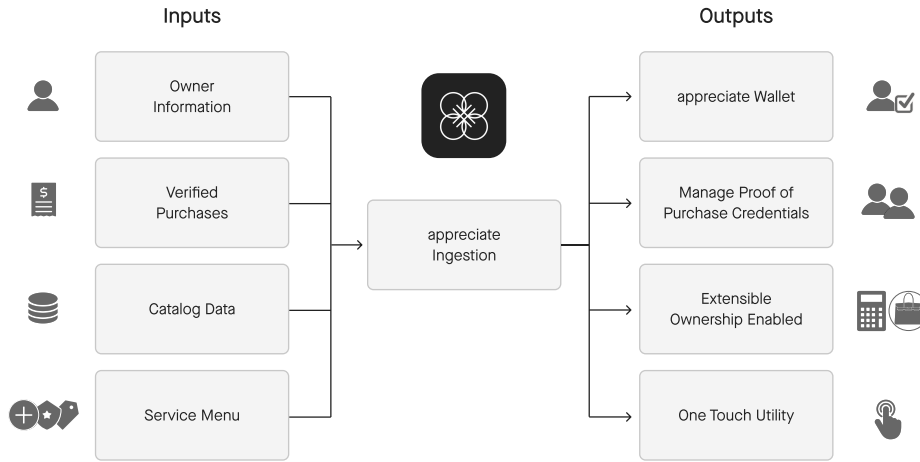 Inputs
Outputs
Owner
Information
Verified
Purchases
Catalog Data
Service Menu
appreciate
Ingestion
appreciate Wallet
Manage Proof of
Purchase Credentials
Extensible
Ownership Enabled
One Touch Utility
$